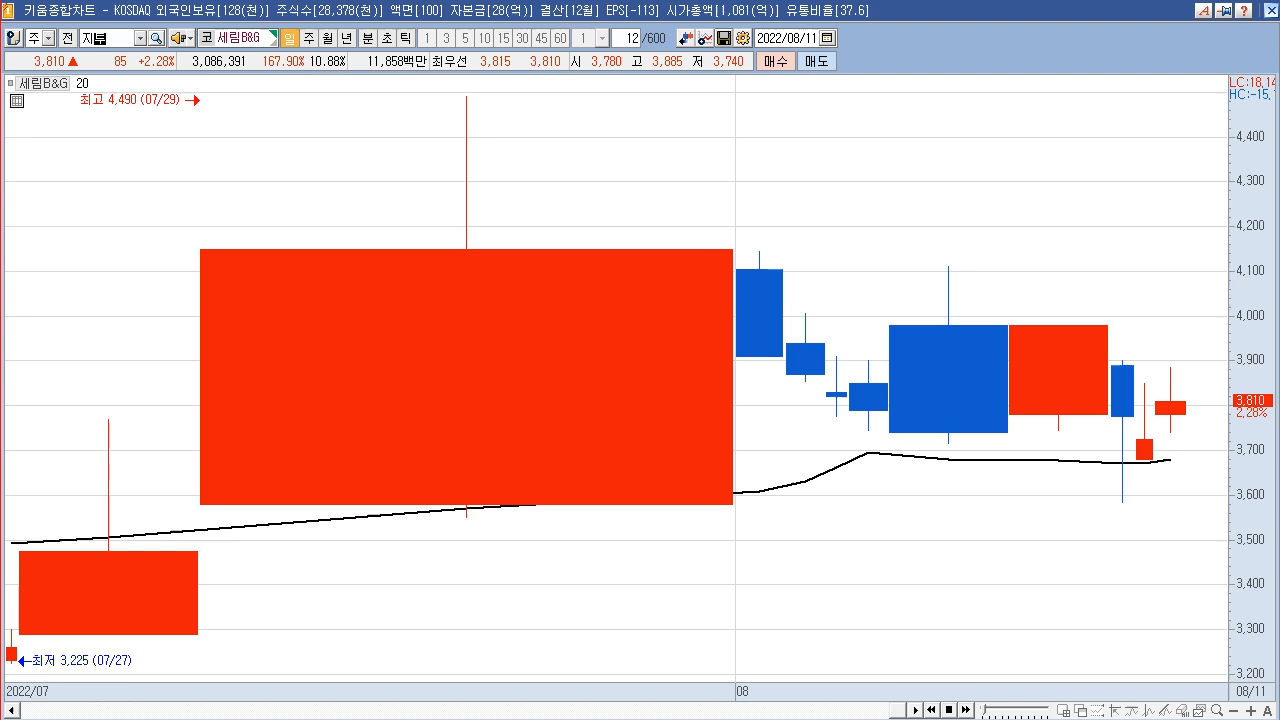 키움종합차트 - KOSDAQ 외국인보유[128(천)] 주식수[28,378(천)] 액면[100] 자본금[28(억)] 결산[12월] EPS[-113] 시가총액[1,081(억)] 유통비율[37.6]
주 전 지표 코 세림B&G 일 주 월 년 분 초 틱 1 3 5 10 15 30 45 60 1 12 /600 2022/08/11
3,810 ▲ 85 +2.28% 3,086,391 167.90% 10.88% 11,858백만 최우선 3,815 3,810 시 3,780 고 3,885 저 3,740 매수 매도
세림B&G 20
LC:18.14
HC:-15.
최고 4,490 (07/29)
4,400
4,300
4,200
4,100
4,000
3,900
3,810
2.28%
3,700
3,600
3,500
3,400
3,300
최저 3,225 (07/27)
3,200
2022/07 08 08/11